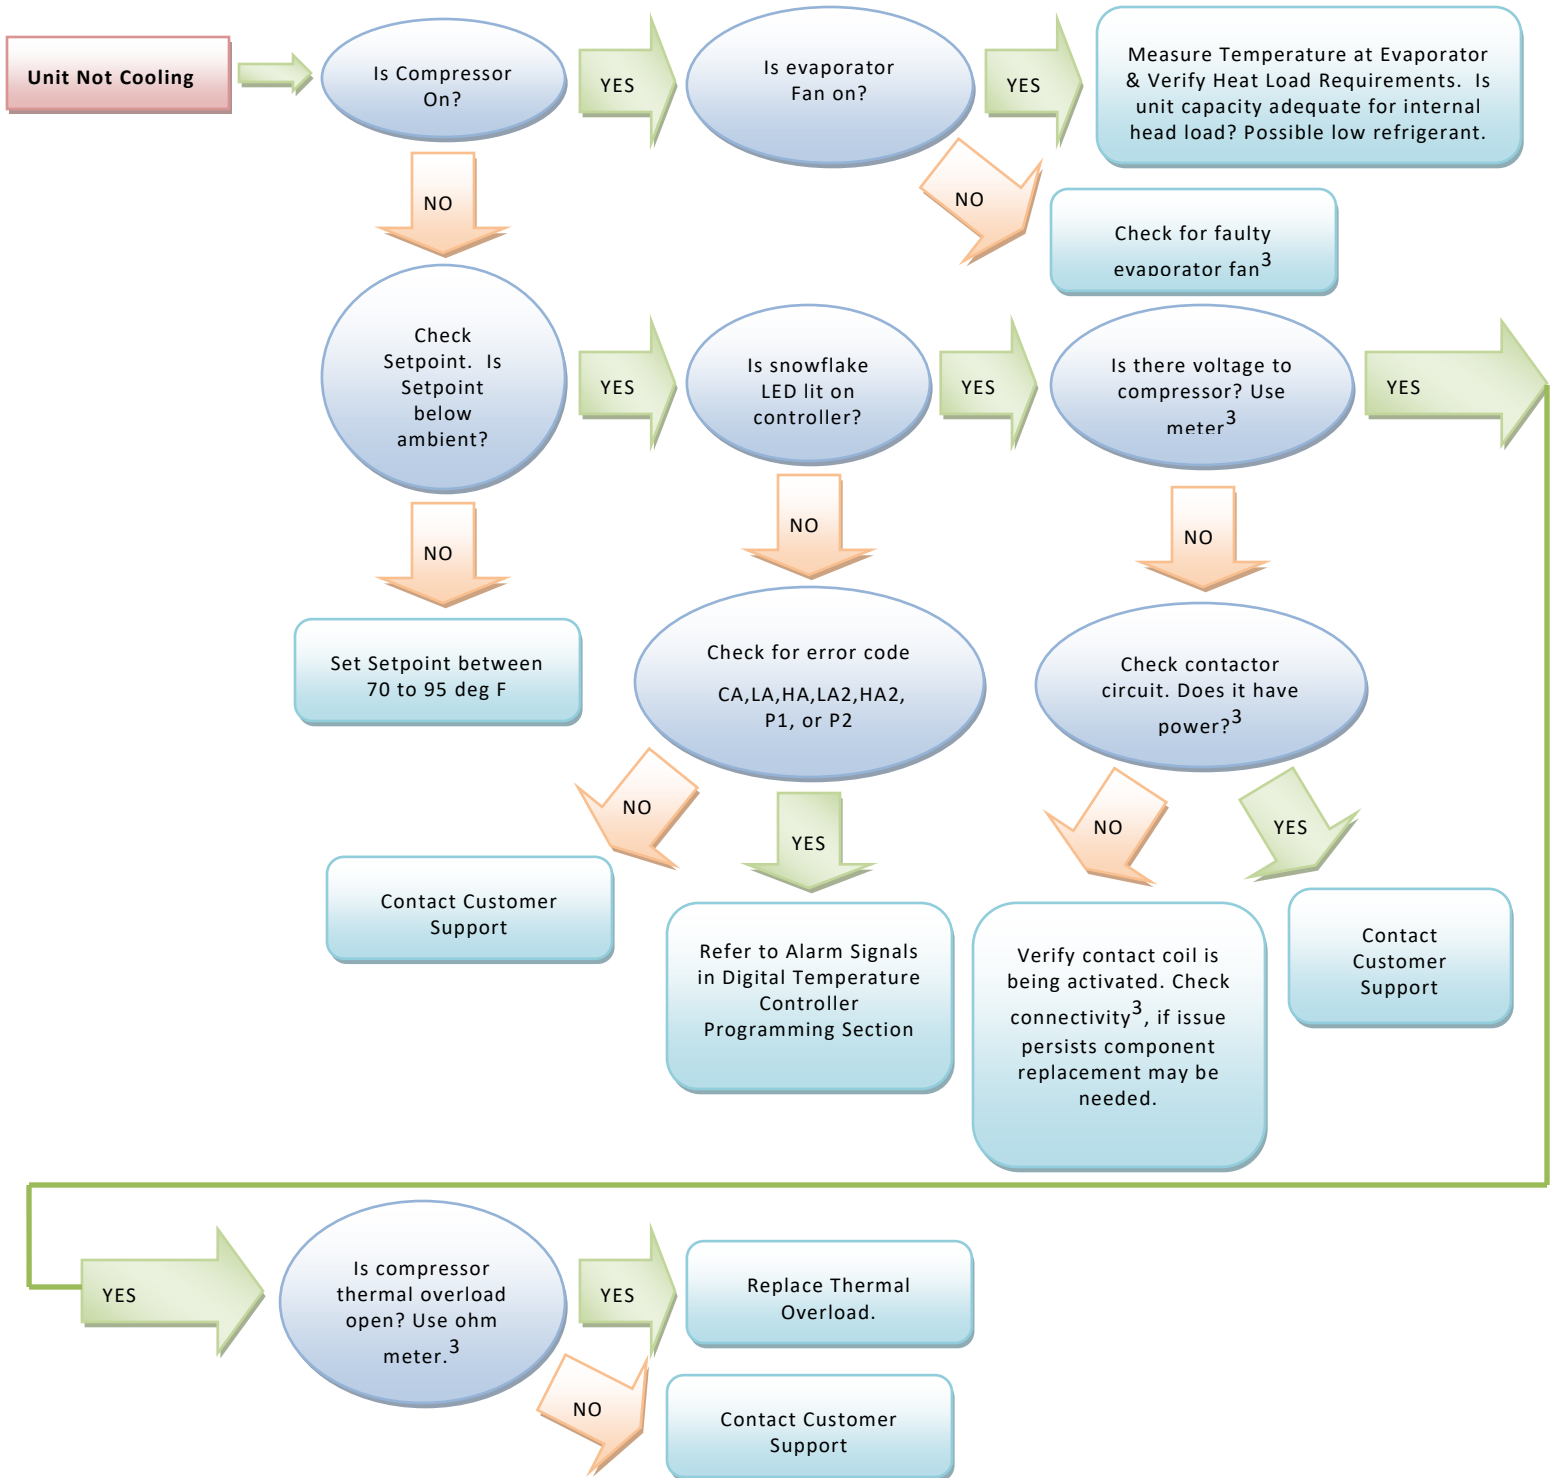 Unit Not Cooling
Is Compressor
On?
YES
Is evaporator
Fan on?
YES
Measure Temperature at Evaporator
& Verify Heat Load Requirements. Is
unit capacity adequate for internal
head load? Possible low refrigerant.
NO
NO
Check for faulty
evaporator fan3
Check
Setpoint. Is
Setpoint
below
ambient?
YES
Is snowflake
LED lit on
controller?
YES
Is there voltage to
compressor? Use
meter3
YES
NO
NO
NO
Set Setpoint between
70 to 95 deg F
Check for error code
CA,LA,HA,LA2,HA2,
P1, or P2
Check contactor
circuit. Does it have
power?3
NO
YES
NO
YES
Contact Customer
Support
Refer to Alarm Signals
in Digital Temperature
Controller
Programming Section
Verify contact coil is
being activated. Check
connectivity3, if issue
persists component
replacement may be
needed.
Contact
Customer
Support
YES
Is compressor
thermal overload
open? Use ohm
meter.3
YES
Replace Thermal
Overload.
NO
Contact Customer
Support